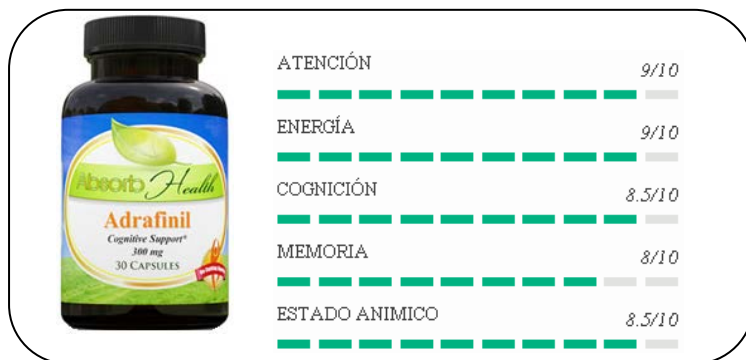 Absorb Health
Adrafinil
Cognitive Support*
300 mg
30 CAPSULES
ATENCIÓN
9/10
ENERGÍA
9/10
COGNICIÓN
8.5/10
MEMORIA
8/10
ESTADO ANIMICO
8.5/10